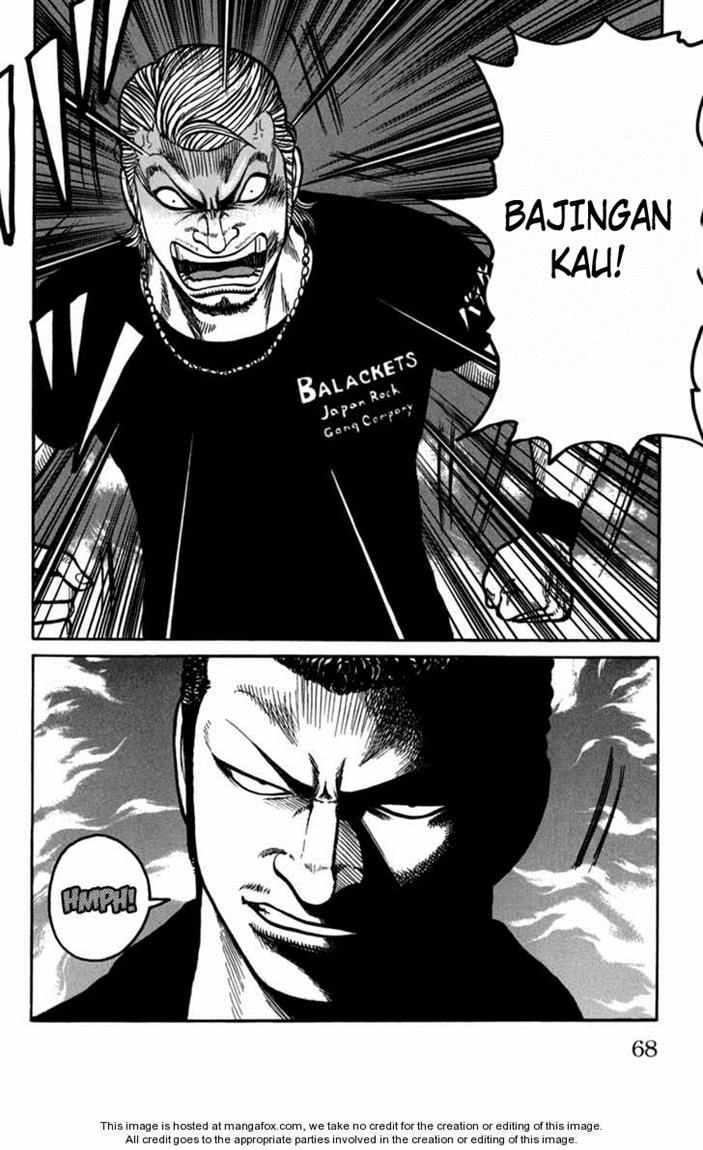 BAJINGAN
KAU!
BALACKETS
Japan Rock
Gang Company
HMPH!
68
This image is hosted at mangafox.com, we take no credit for the creation or editing of this image.
All credit goes to the appropriate parties involved in the creation or editing of this image.